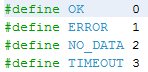 #define OK 0
#define ERROR 1
#define NO_DATA 2
#define TIMEOUT 3